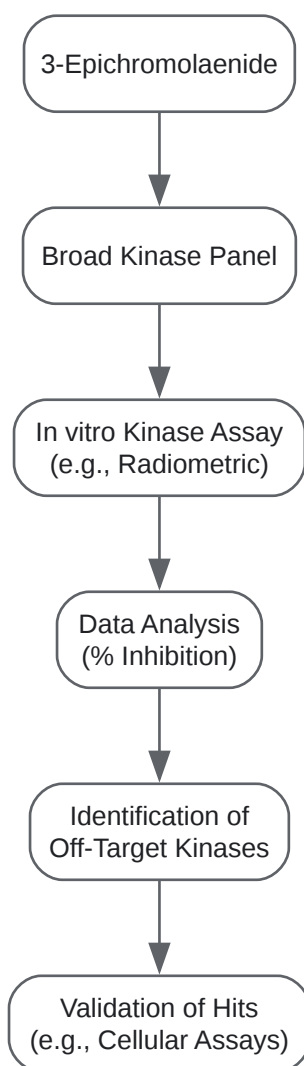 3-Epichromolaenide
Broad Kinase Panel
In vitro Kinase Assay
(e.g., Radiometric)
Data Analysis
(% Inhibition)
Identification of
Off-Target Kinases
Validation of Hits
(e.g., Cellular Assays)